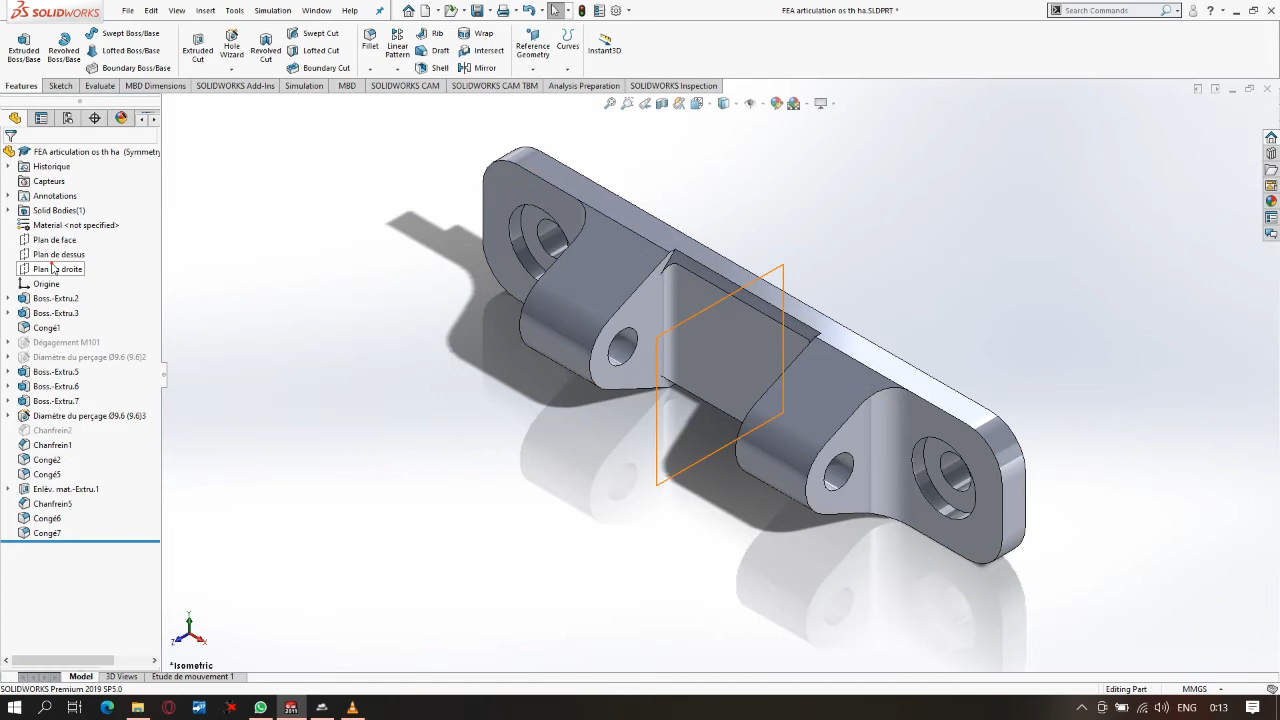 SOLIDWORKS File Edit View Insert Tools Simulation Window Help FEA articulation os th ha.SLDPRT * Search Commands
Extruded Boss/Base
Revolved Boss/Base
Swept Boss/Base
Lofted Boss/Base
Boundary Boss/Base
Extruded Cut
Hole Wizard
Revolved Cut
Swept Cut
Lofted Cut
Boundary Cut
Fillet
Linear Pattern
Rib
Draft
Shell
Wrap
Intersect
Mirror
Reference Geometry
Curves
Instant3D
Features Sketch Evaluate MBD Dimensions SOLIDWORKS Add-Ins Simulation MBD SOLIDWORKS CAM SOLIDWORKS CAM TBM Analysis Preparation SOLIDWORKS Inspection
FEA articulation os th ha (Symmetry
Historique
Capteurs
Annotations
Solid Bodies(1)
Material <not specified>
Plan de face
Plan de dessus
Plan de droite
Origine
Boss.-Extru.2
Boss.-Extru.3
Congé1
Dégagement M101
Diamètre du perçage Ø9.6 (9.6)2
Boss.-Extru.5
Boss.-Extru.6
Boss.-Extru.7
Diamètre du perçage Ø9.6 (9.6)3
Chanfrein2
Chanfrein1
Congé2
Congé5
Enlèv. mat.-Extru.1
Chanfrein5
Congé6
Congé7
Y
Z X
*Isometric
Model 3D Views Etude de mouvement 1
SOLIDWORKS Premium 2019 SP5.0 Editing Part MMGS
ENG 0:13